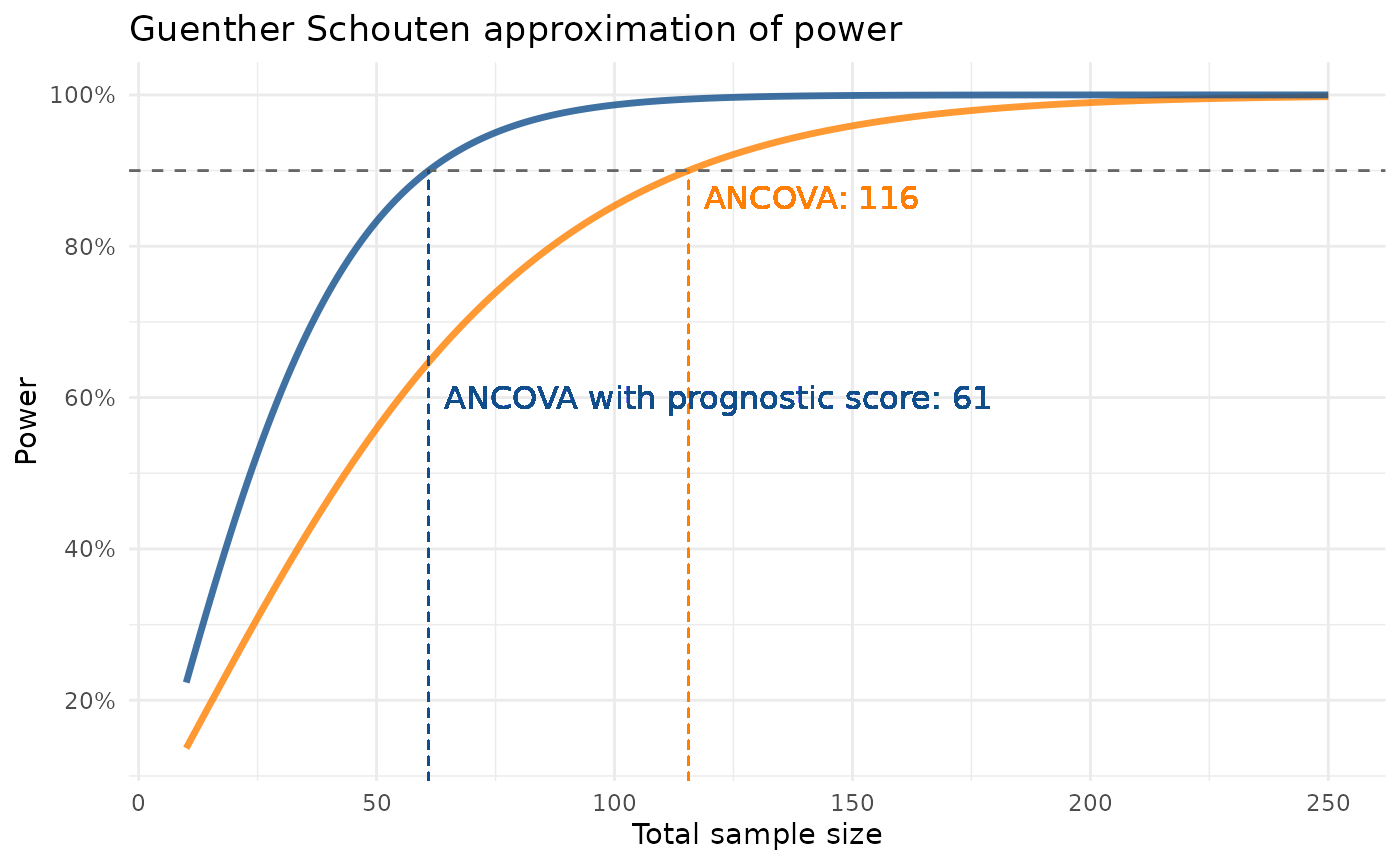 Guenther Schouten approximation of power
100%
80%
60%
40%
20%
Power
ANCOVA: 116
ANCOVA with prognostic score: 61
0 50 100 150 200 250
Total sample size